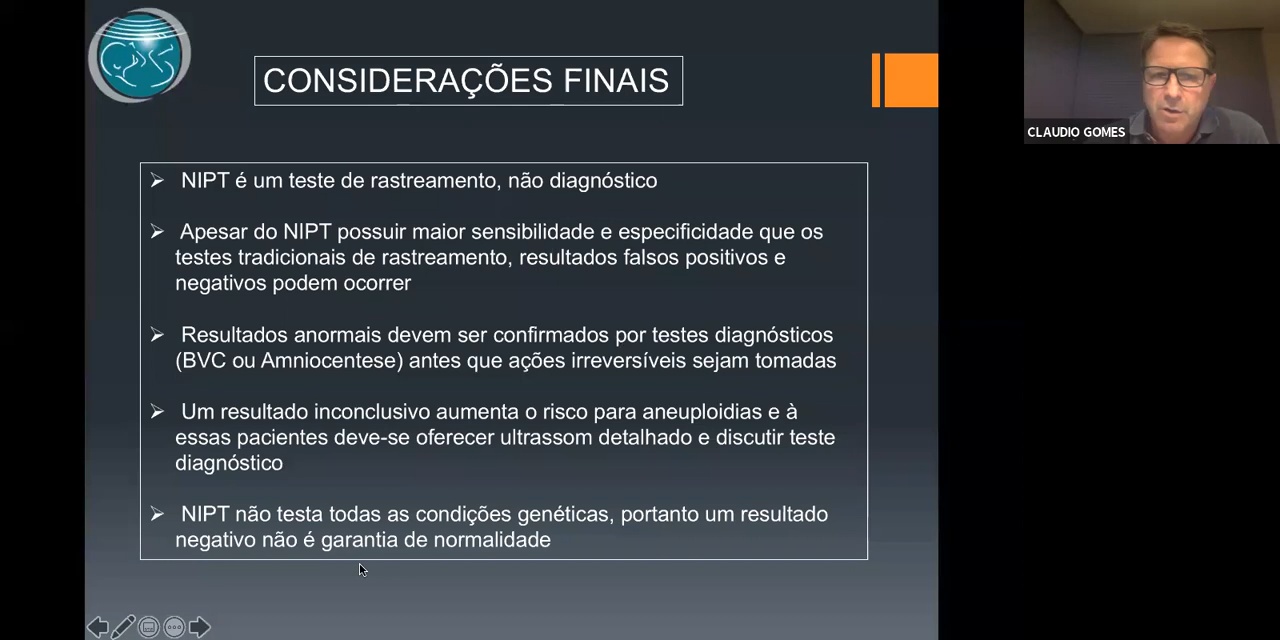 CONSIDERAÇÕES FINAIS
CLAUDIO GOMES
➢ NIPT é um teste de rastreamento, não diagnóstico
➢ Apesar do NIPT possuir maior sensibilidade e especificidade que os
testes tradicionais de rastreamento, resultados falsos positivos e
negativos podem ocorrer
➢ Resultados anormais devem ser confirmados por testes diagnósticos
(BVC ou Amniocentese) antes que ações irreversíveis sejam tomadas
➢ Um resultado inconclusivo aumenta o risco para aneuploidias e à
essas pacientes deve-se oferecer ultrassom detalhado e discutir teste
diagnóstico
➢ NIPT não testa todas as condições genéticas, portanto um resultado
negativo não é garantia de normalidade